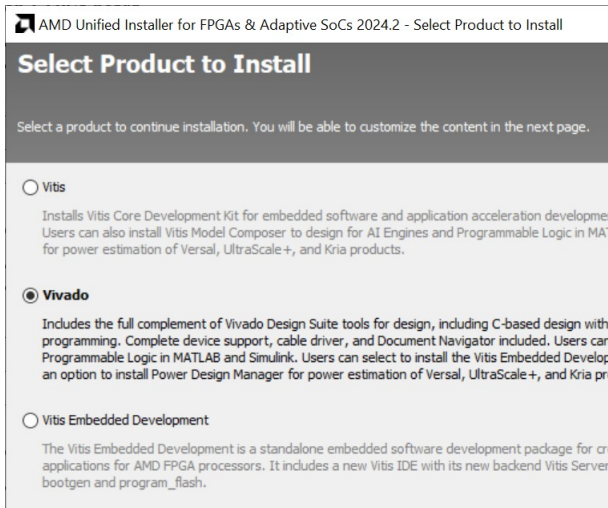 AMD Unified Installer for FPGAs & Adaptive SoCs 2024.2 - Select Product to Install
Select Product to Install
Select a product to continue installation. You will be able to customize the content in the next page.
Vitis
Installs Vitis Core Development Kit for embedded software and application acceleration developme
Users can also install Vitis Model Composer to design for AI Engines and Programmable Logic in MAT
for power estimation of Versal, UltraScale+, and Kria products.
Vivado
Includes the full complement of Vivado Design Suite tools for design, including C-based design with
programming. Complete device support, cable driver, and Document Navigator included. Users can
Programmable Logic in MATLAB and Simulink. Users can select to install the Vitis Embedded Develop
an option to install Power Design Manager for power estimation of Versal, UltraScale+, and Kria pr
Vitis Embedded Development
The Vitis Embedded Development is a standalone embedded software development package for cr
applications for AMD FPGA processors. It includes a new Vitis IDE with its new backend Vitis Server
bootgen and program_flash.